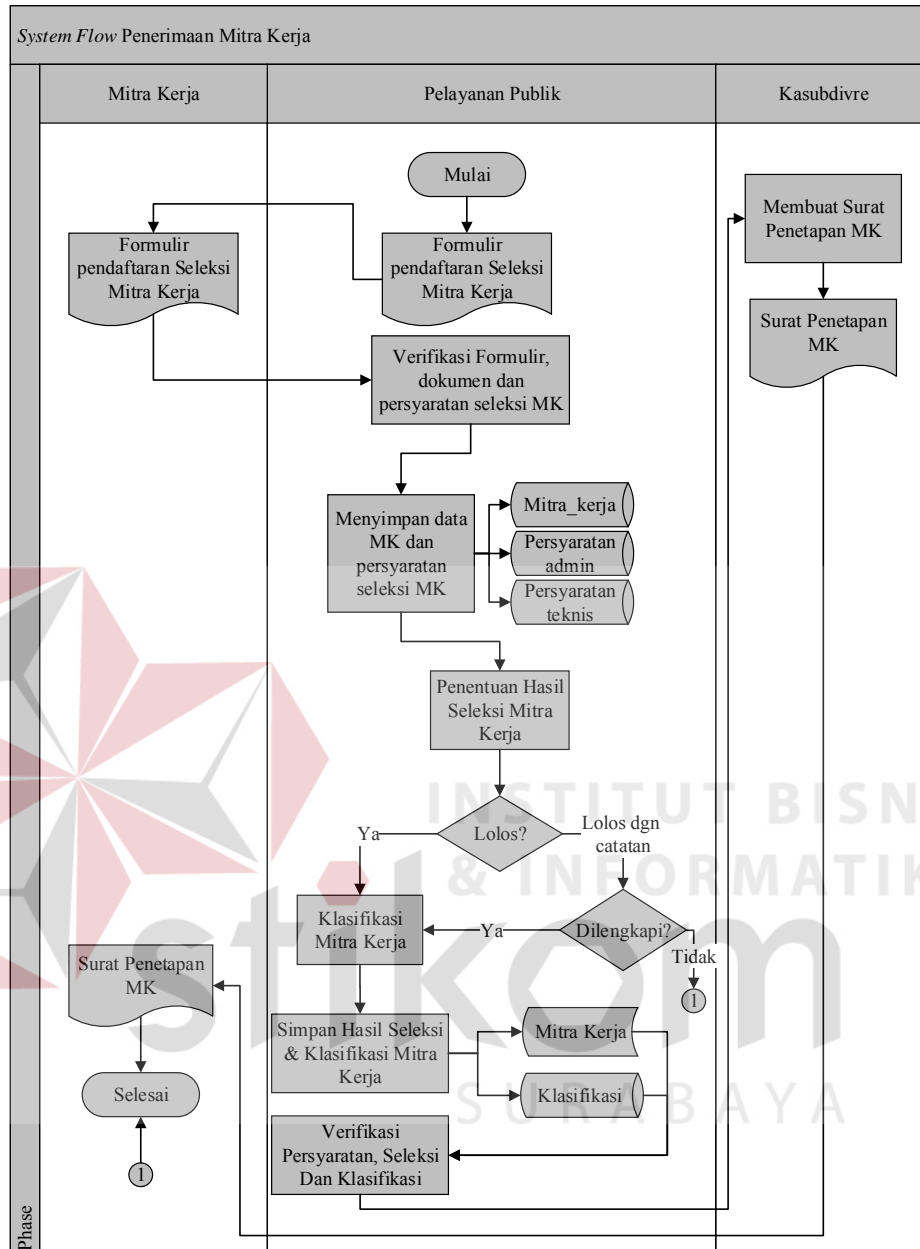 System Flow Penerimaan Mitra Kerja
Mitra Kerja
Pelayanan Publik
Kasubdivre
Mulai
Formulir
pendaftaran Seleksi
Mitra Kerja
Formulir
pendaftaran Seleksi
Mitra Kerja
Membuat Surat
Penetapan MK
Surat Penetapan
MK
Verifikasi Formulir,
dokumen dan
persyaratan seleksi MK
Menyimpan data
MK dan
persyaratan
seleksi MK
Mitra_kerja
Persyaratan
admin
Persyaratan
teknis
Penentuan Hasil
Seleksi Mitra
Kerja
Lolos?
Ya
Lolos dgn
catatan
Klasifikasi
Mitra Kerja
Ya
Dilengkapi?
Tidak
1
Surat Penetapan
MK
Simpan Hasil Seleksi
& Klasifikasi Mitra
Kerja
Mitra Kerja
Klasifikasi
Selesai
Verifikasi
Persyaratan, Seleksi
Dan Klasifikasi
1
Phase
INSTITUT BISN
& INFORMATIK
stikom
SURABAYA